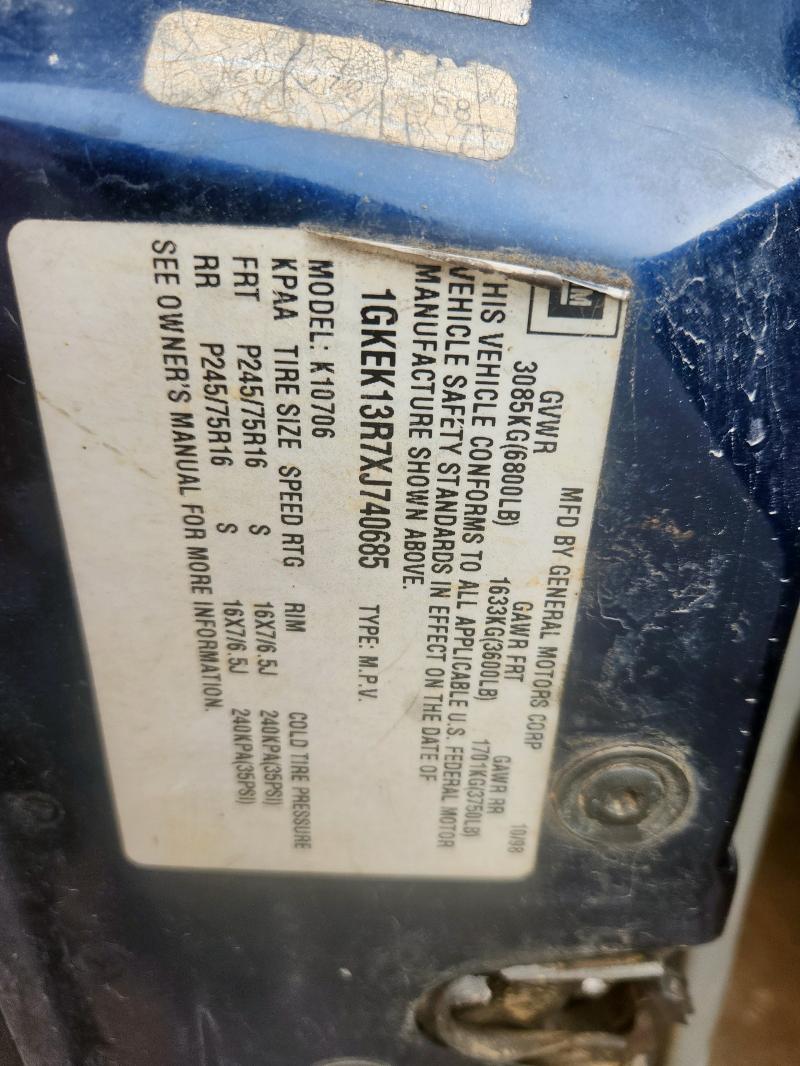 GM
MFD BY GENERAL MOTORS CORP
10/98
GVWR GAWR FRT GAWR RR
3085KG(6800LB) 1633KG(3600LB) 1701KG(3750LB)
HIS VEHICLE CONFORMS TO ALL APPLICABLE U.S. FEDERAL MOTOR
VEHICLE SAFETY STANDARDS IN EFFECT ON THE DATE OF
MANUFACTURE SHOWN ABOVE.
1GKEK13R7XJ740685 TYPE: M.P.V.
MODEL: K10706
KPAA TIRE SIZE SPEED RTG RIM COLD TIRE PRESSURE
FRT P245/75R16 S 16X7/6.5J 240KPA(35PSI)
RR P245/75R16 S 16X7/6.5J 240KPA(35PSI)
SEE OWNER'S MANUAL FOR MORE INFORMATION.